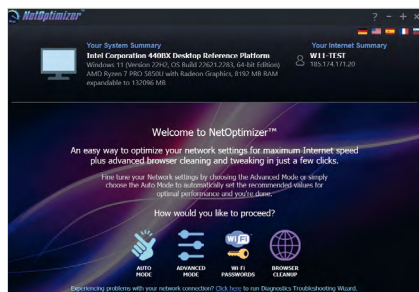 NetOptimizer
? - + ×
Your System Summary
Intel Corporation 440BX Desktop Reference Platform
Windows 11 (Version 22H2, OS Build 22621.2283, 64-bit Edition)
AMD Ryzen 7 PRO 5850U with Radeon Graphics, 8192 MB RAM
expandable to 132096 MB
Your Internet Summary
W11-TEST
185.174.171.20
Welcome to NetOptimizer™
An easy way to optimize your network settings for maximum Internet speed
plus advanced browser cleaning and tweaking in just a few clicks.
Fine tune your Network settings by choosing the Advanced Mode or simply
choose the Auto Mode to automatically set the recommended values for
optimal performance and you're done.
How would you like to proceed?
Wi Fi
AUTO
MODE
ADVANCED
MODE
WI-FI
PASSWORDS
BROWSER
CLEANUP
Experiencing problems with your network connection? Click here to run Diagnostics Troubleshooting Wizard.